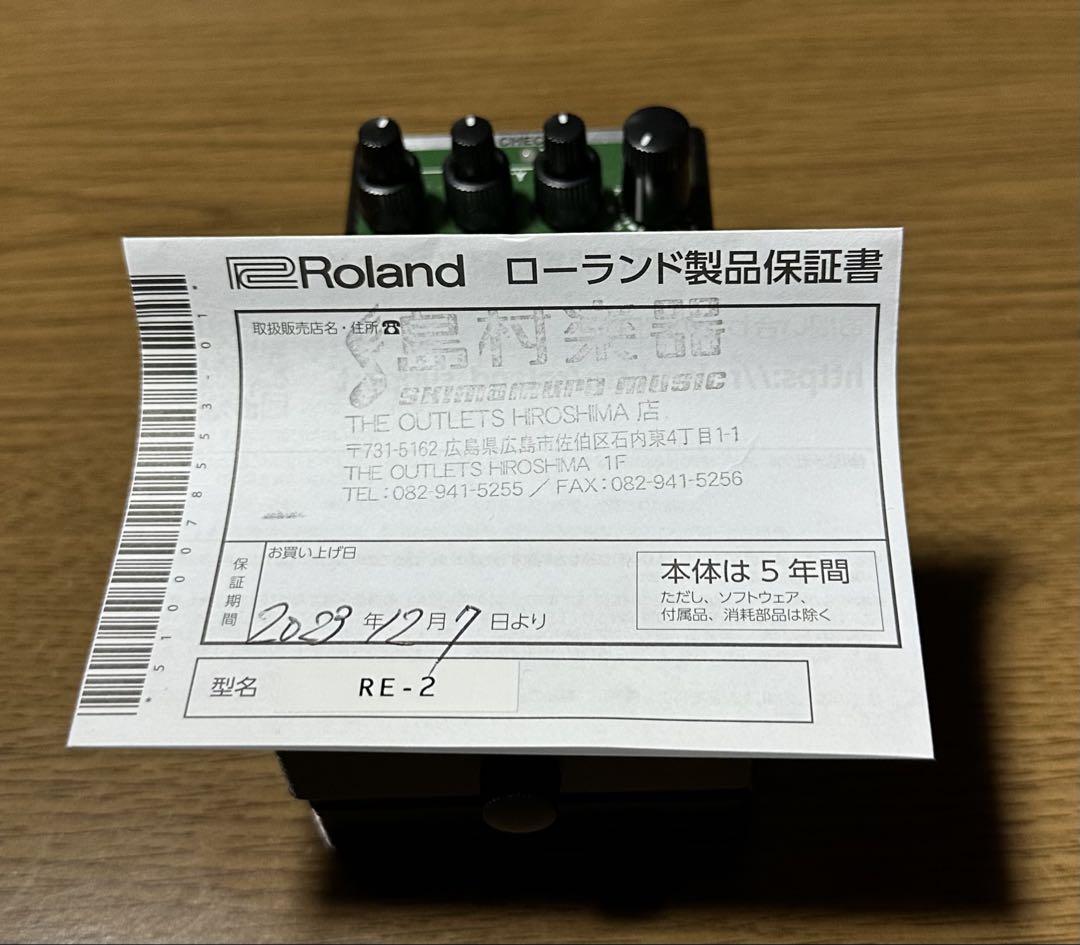 CHEC
Roland ローランド製品保証書
取扱販売店名・住所☎
島村楽器
SHIMAMURA MUSIC
THE OUTLETS HIROSHIMA 店
〒731-5162 広島県広島市佐伯区石内東4丁目1-1
THE OUTLETS HIROSHIMA 1F
TEL：082-941-5255 ／ FAX：082-941-5256
保証期間
お買い上げ日
2023年12月7日より
本体は5年間
ただし、ソフトウェア、
付属品、消耗部品は除く
型名 RE-2